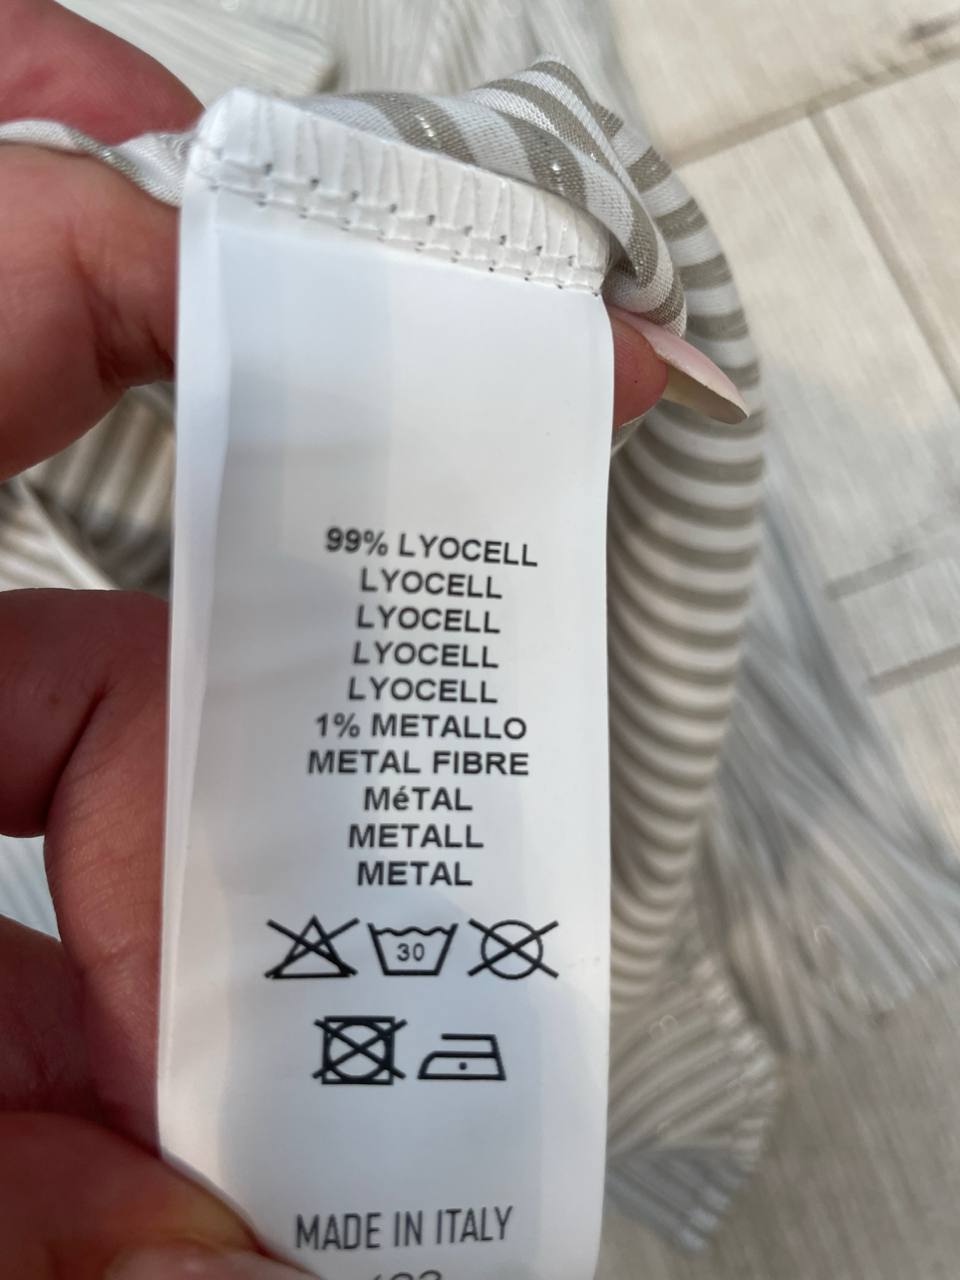 99% LYOCELL
LYOCELL
LYOCELL
LYOCELL
LYOCELL
1% METALLO
METAL FIBRE
MéTAL
METALL
METAL
30
MADE IN ITALY